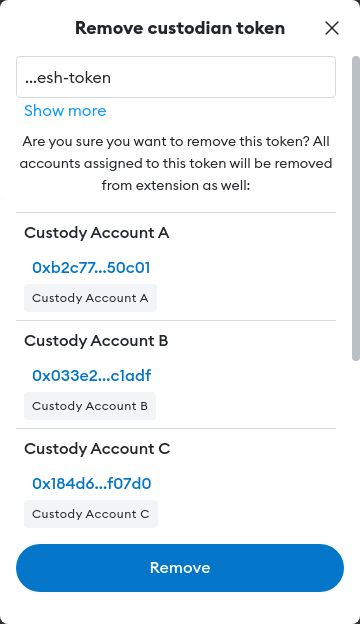 Remove custodian token
...esh-token
Show more
Are you sure you want to remove this token? All
accounts assigned to this token will be removed
from extension as well:
Custody Account A
0xb2c77...50c01
Custody Account A
Custody Account B
0x033e2...c1adf
Custody Account B
Custody Account C
0x184d6...f07d0
Custody Account C
Remove